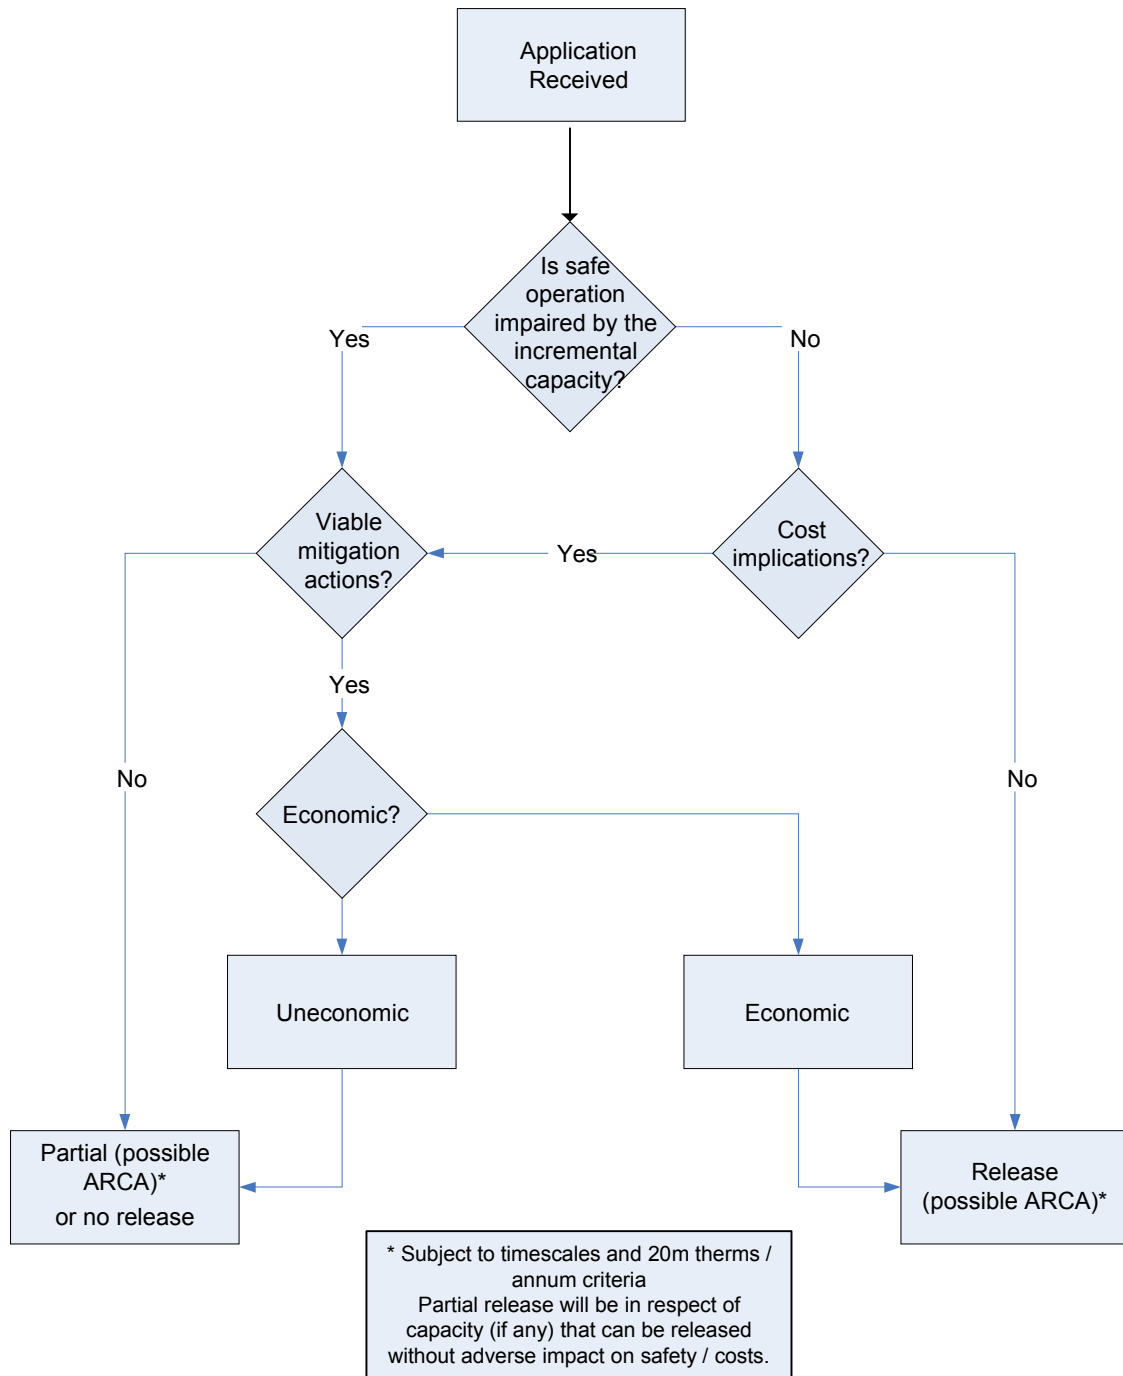 Application
Received
Is safe
operation
impaired by the
incremental
capacity?
Yes
No
Viable
mitigation
actions?
Yes
Cost
implications?
Yes
No
No
Economic?
Uneconomic
Economic
Partial (possible
ARCA)*
or no release
Release
(possible ARCA)*
* Subject to timescales and 20m therms /
annum criteria
Partial release will be in respect of
capacity (if any) that can be released
without adverse impact on safety / costs.